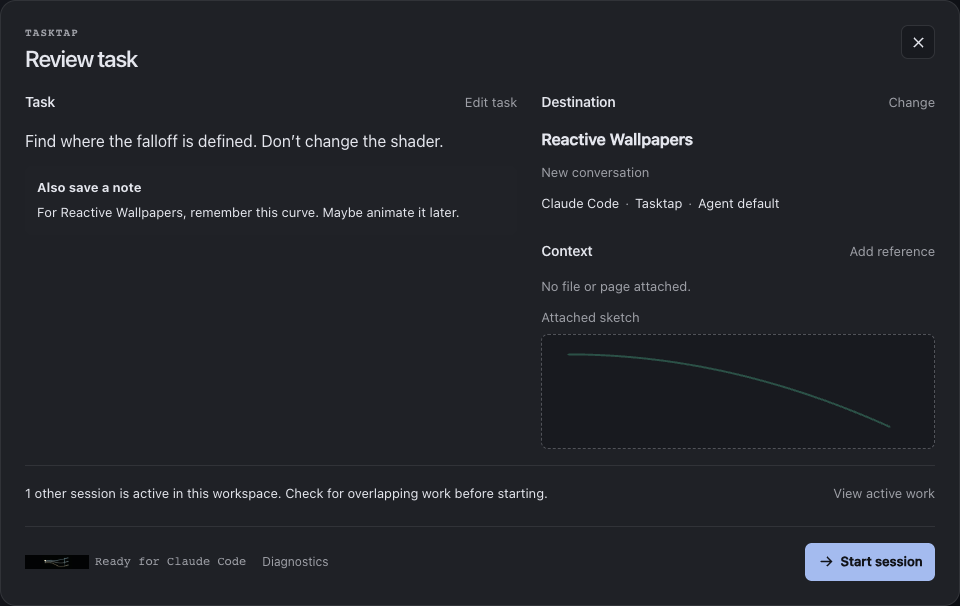 TASKTAP
Review task
Task
Edit task
Find where the falloff is defined. Don’t change the shader.
Also save a note
For Reactive Wallpapers, remember this curve. Maybe animate it later.
Destination
Change
Reactive Wallpapers
New conversation
Claude Code · Tasktap · Agent default
Context
Add reference
No file or page attached.
Attached sketch
1 other session is active in this workspace. Check for overlapping work before starting.
View active work
Ready for Claude Code
Diagnostics
→ Start session